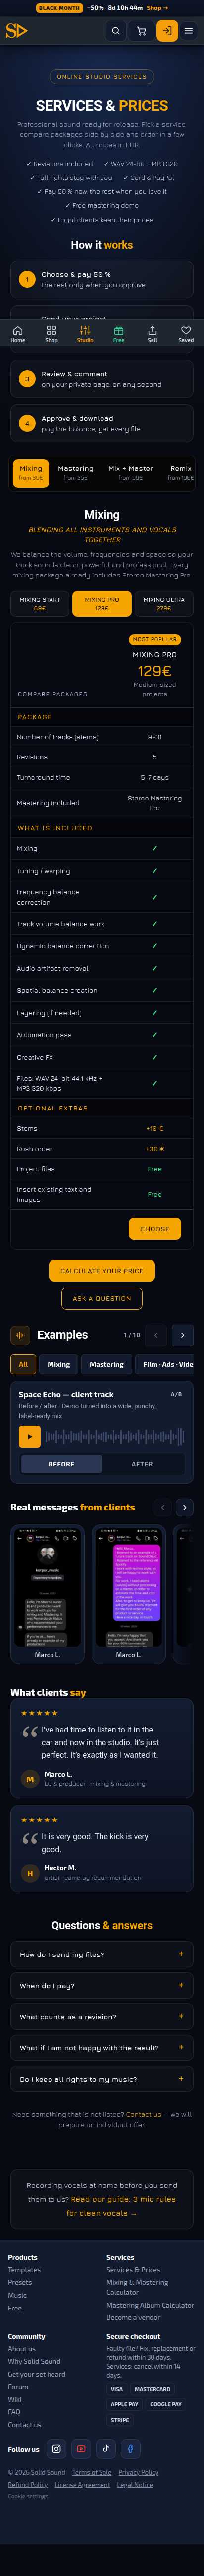 BLACK MONTH −50% 8d 10h 44m Shop →
ONLINE STUDIO SERVICES
SERVICES & PRICES
Professional sound ready for release. Pick a service,
compare packages side by side and order in a few
clicks. All prices in EUR.
✓ Revisions included ✓ WAV 24-bit + MP3 320
✓ Full rights stay with you ✓ Card & PayPal
✓ Pay 50 % now, the rest when you love it
✓ Free mastering demo
✓ Loyal clients keep their prices
How it works
1 Choose & pay 50 %
the rest only when you approve
Send your project
Home Shop Studio Free Sell Saved
3 Review & comment
on your private page, on any second
4 Approve & download
pay the balance, get every file
Mixing Mastering Mix + Master Remix
from 69€ from 35€ from 99€ from 190€
Mixing
BLENDING ALL INSTRUMENTS AND VOCALS
TOGETHER
We balance the volume, frequencies and space so your
track sounds clean, powerful and professional. Every
mixing package already includes Stereo Mastering Pro.
MIXING START MIXING PRO MIXING ULTRA
69€ 129€ 279€
MOST POPULAR
MIXING PRO
129€
Medium-sized
projects
COMPARE PACKAGES
PACKAGE
Number of tracks (stems) 9–31
Revisions 5
Turnaround time 5–7 days
Mastering included Stereo Mastering
Pro
WHAT IS INCLUDED
Mixing ✓
Tuning / warping ✓
Frequency balance
correction ✓
Track volume balance work ✓
Dynamic balance correction ✓
Audio artifact removal ✓
Spatial balance creation ✓
Layering (if needed) ✓
Automation pass ✓
Creative FX ✓
Files: WAV 24-bit 44.1 kHz +
MP3 320 kbps ✓
OPTIONAL EXTRAS
Stems +10 €
Rush order +30 €
Project files Free
Insert existing text and
images Free
CHOOSE
CALCULATE YOUR PRICE
ASK A QUESTION
Examples 1 / 10
All Mixing Mastering Film · Ads · Vide
Space Echo — client track A/B
Before / after · Demo turned into a wide, punchy,
label-ready mix
BEFORE AFTER
Real messages from clients
Marco L. Marco L.
What clients say
★★★★★
I've had time to listen to it in the
car and now in the studio. It's just
perfect. It's exactly as I wanted it.
M Marco L.
DJ & producer · mixing & mastering
★★★★★
It is very good. The kick is very
good.
H Hector M.
artist · came by recommendation
Questions & answers
How do I send my files? +
When do I pay? +
What counts as a revision? +
What if I am not happy with the result? +
Do I keep all rights to my music? +
Need something that is not listed? Contact us — we will
prepare an individual offer.
Recording vocals at home before you send
them to us? Read our guide: 3 mic rules
for clean vocals →
Products
Templates
Presets
Music
Free
Services
Services & Prices
Mixing & Mastering
Calculator
Mastering Album Calculator
Become a vendor
Community
About us
Why Solid Sound
Get your set heard
Forum
Wiki
FAQ
Contact us
Secure checkout
Faulty file? Fix, replacement or
refund within 30 days.
Services: cancel within 14
days.
VISA MASTERCARD
APPLE PAY GOOGLE PAY
STRIPE
Follow us
© 2026 Solid Sound Terms of Sale Privacy Policy
Refund Policy License Agreement Legal Notice
Cookie settings